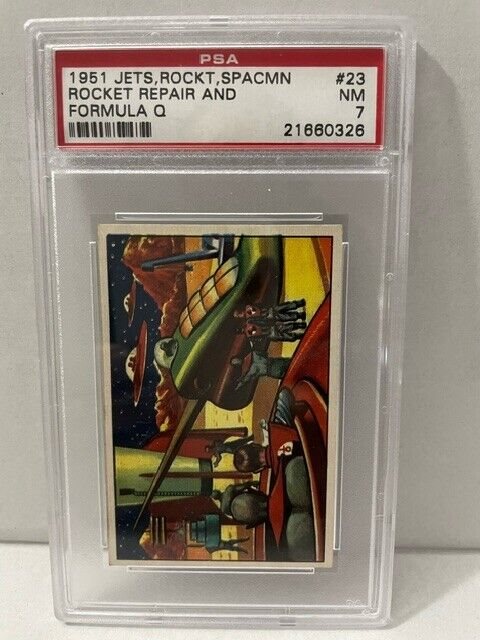 PSA
1951 JETS,ROCKT,SPACMN #23
ROCKET REPAIR AND NM
FORMULA Q 7
21660326